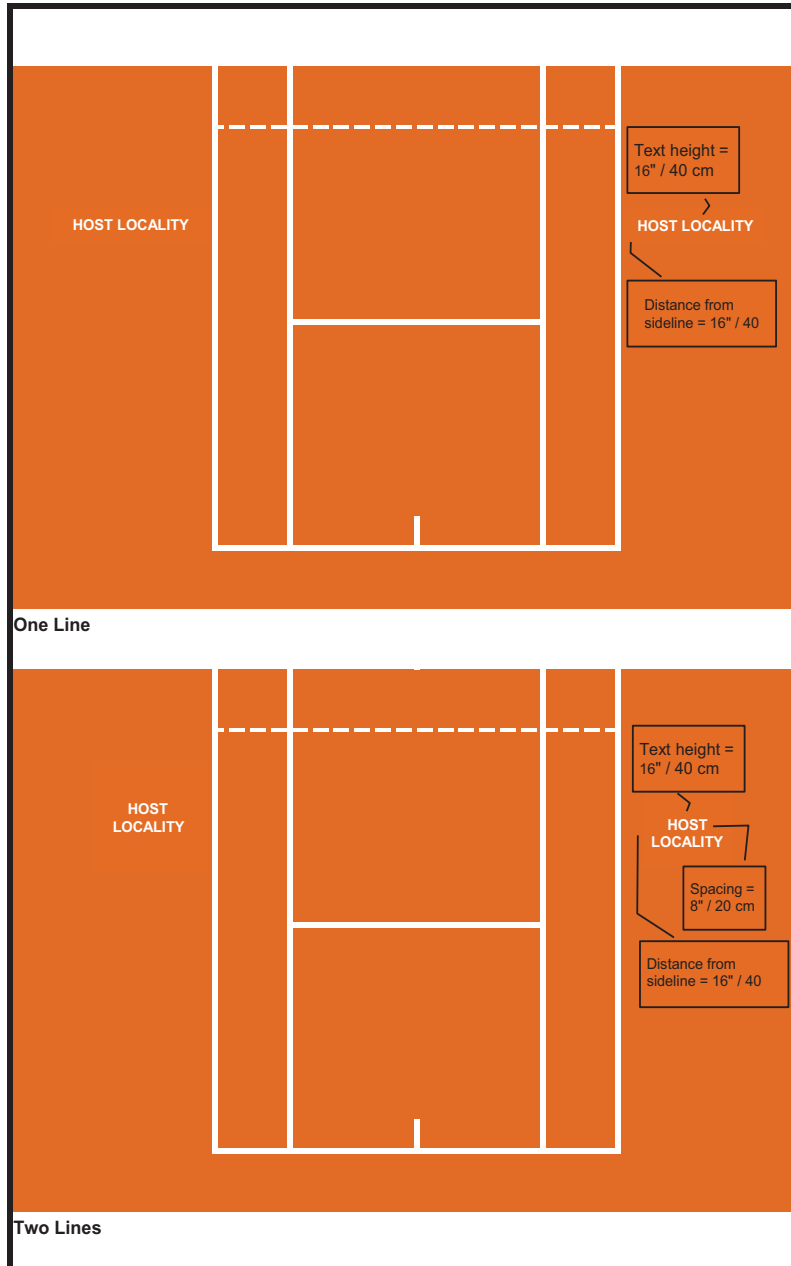 Text height =
16" / 40 cm
HOST LOCALITY
HOST LOCALITY
Distance from
sideline = 16" / 40
One Line
Text height =
16" / 40 cm
HOST
LOCALITY
HOST
LOCALITY
Spacing =
8" / 20 cm
Distance from
sideline = 16" / 40
Two Lines